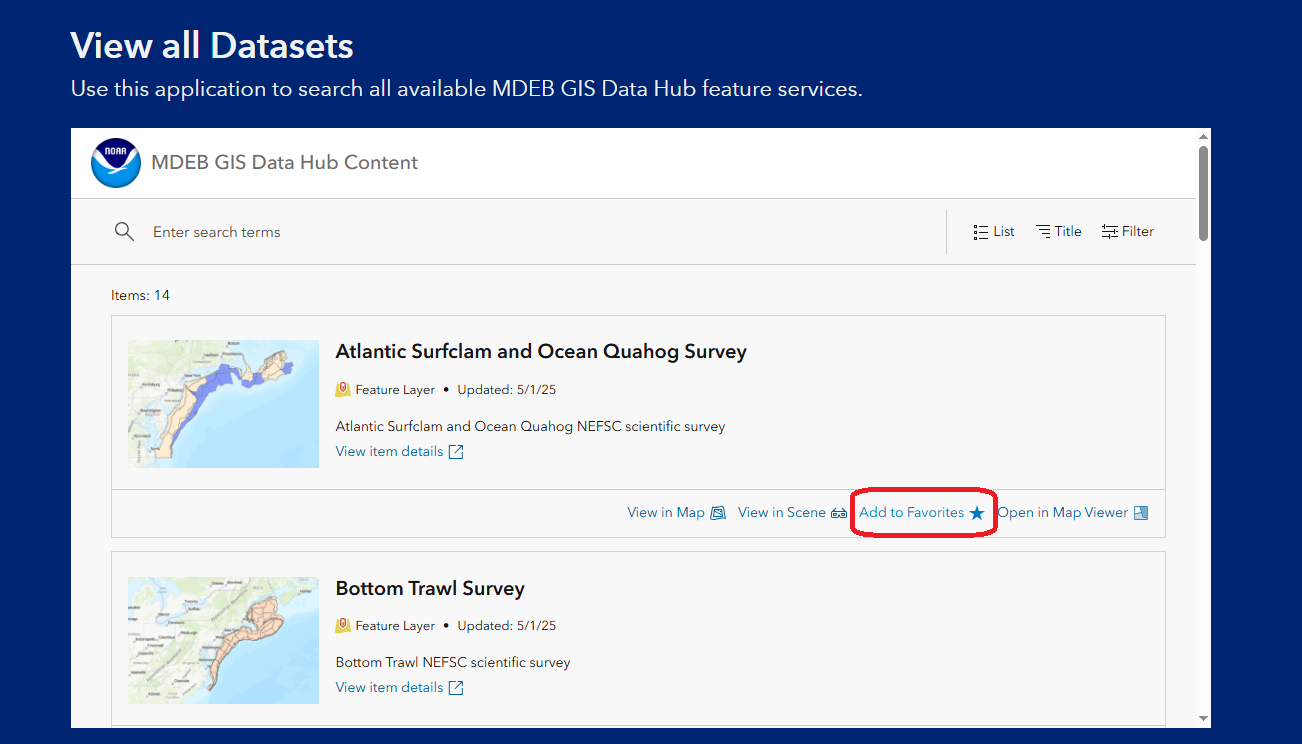 View all Datasets
Use this application to search all available MDEB GIS Data Hub feature services.
NOAA
MDEB GIS Data Hub Content
Enter search terms
List Title Filter
Items: 14
Atlantic Surfclam and Ocean Quahog Survey
Feature Layer • Updated: 5/1/25
Atlantic Surfclam and Ocean Quahog NEFSC scientific survey
View item details
View in Map View in Scene Add to Favorites Open in Map Viewer
Bottom Trawl Survey
Feature Layer • Updated: 5/1/25
Bottom Trawl NEFSC scientific survey
View item details